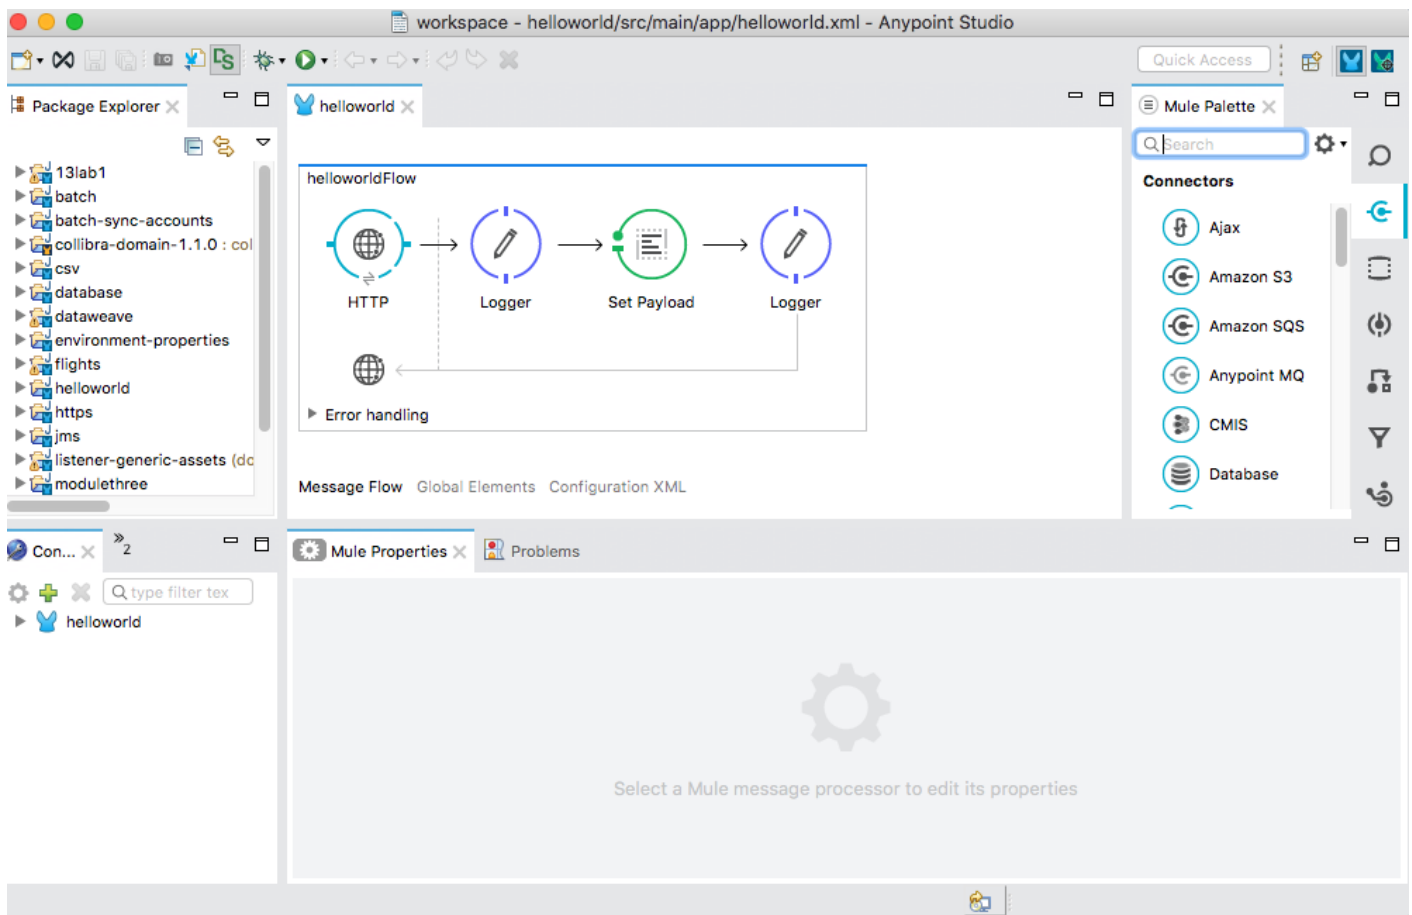 workspace - helloworld/src/main/app/helloworld.xml - Anypoint Studio
Quick Access
Package Explorer
13lab1
batch
batch-sync-accounts
collibra-domain-1.1.0 : col
csv
database
dataweave
environment-properties
flights
helloworld
https
jms
listener-generic-assets (do
modulethree
helloworld
helloworldFlow
HTTP
Logger
Set Payload
Logger
Error handling
Message Flow Global Elements Configuration XML
Mule Palette
Search
Connectors
Ajax
Amazon S3
Amazon SQS
Anypoint MQ
CMIS
Database
Con...
»2
type filter tex
helloworld
Mule Properties
Problems
Select a Mule message processor to edit its properties